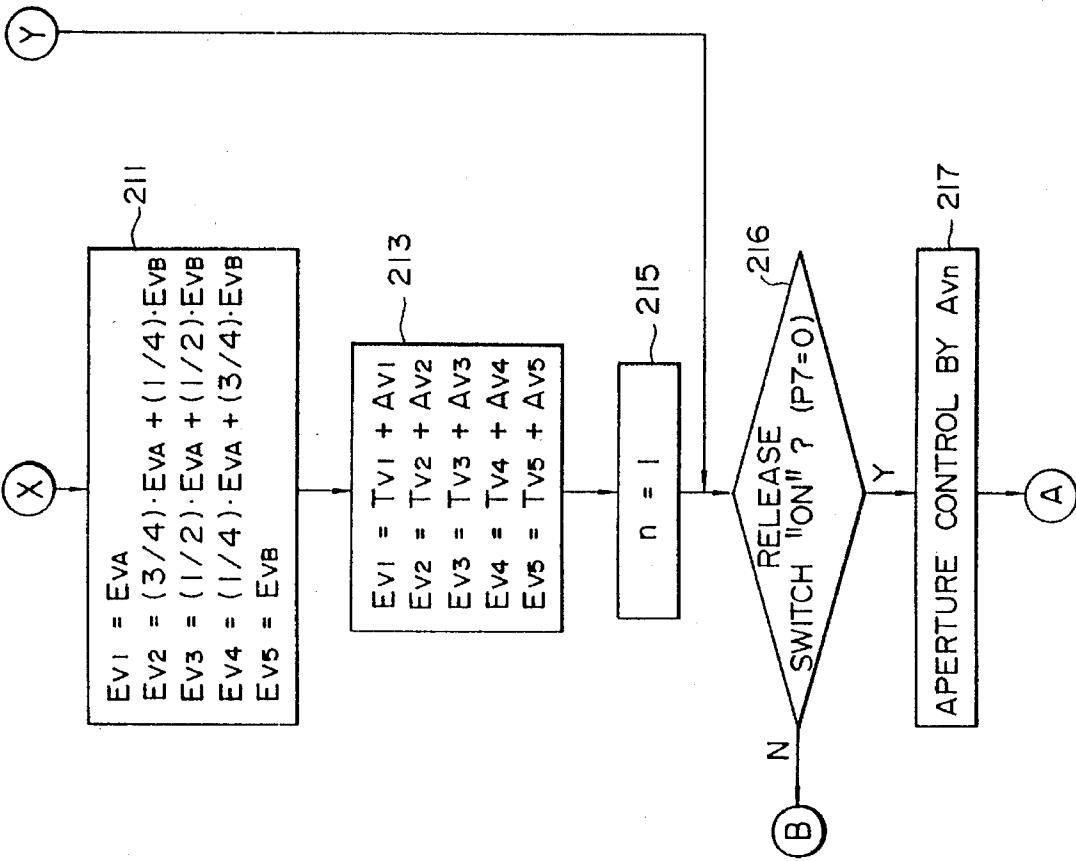 X
Y
211
EV1 = EVA
EV2 = (3/4)·EVA + (1/4)·EVB
EV3 = (1/2)·EVA + (1/2)·EVB
EV4 = (1/4)·EVA + (3/4)·EVB
EV5 = EVB
213
EV1 = TV1 + AV1
EV2 = TV2 + AV2
EV3 = TV3 + AV3
EV4 = TV4 + AV4
EV5 = TV5 + AV5
215
n = 1
216
RELEASE
SWITCH "ON" ? (P7=0)
N
B
Y
217
APERTURE CONTROL BY AVn
A